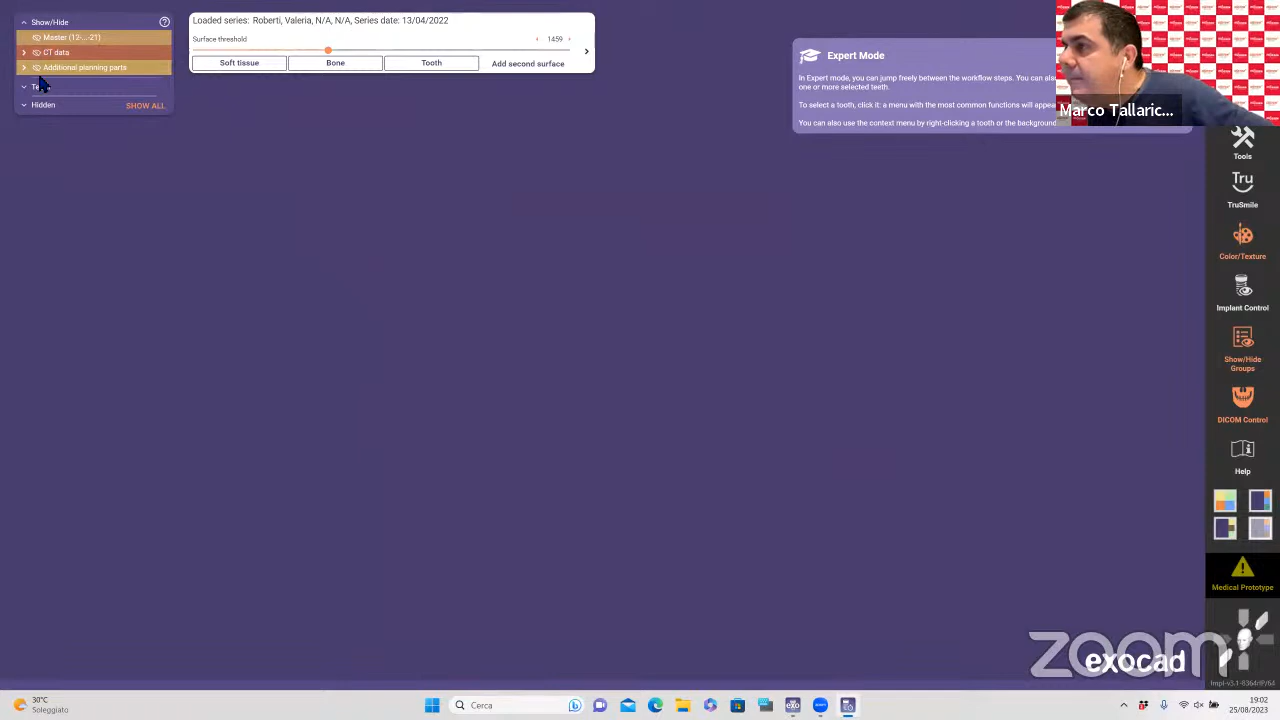 Show/Hide
Master (12-...-21)
CT data
Additional planning parts
Hidden
SHOW ALL
Loaded series: Roberti, Valeria, N/A, N/A, Series date: 13/04/2022
Surface threshold
1459
Soft tissue
Bone
Tooth
Add second surface
Expert Mode
In Expert mode, you can jump freely between the workflow steps. You can also
one or more selected teeth.
To select a tooth, click it: a menu with the most common functions will appear
You can also use the context menu by right-clicking a tooth or the background
Marco Tallaric...
Tools
Tru
TruSmile
Color/Texture
Implant Control
Show/Hide
Groups
DICOM Control
Help
Medical Prototype
zoom
exocad
30°C
Soleggiato
Cerca
exo
zoom
19:02
25/08/2023